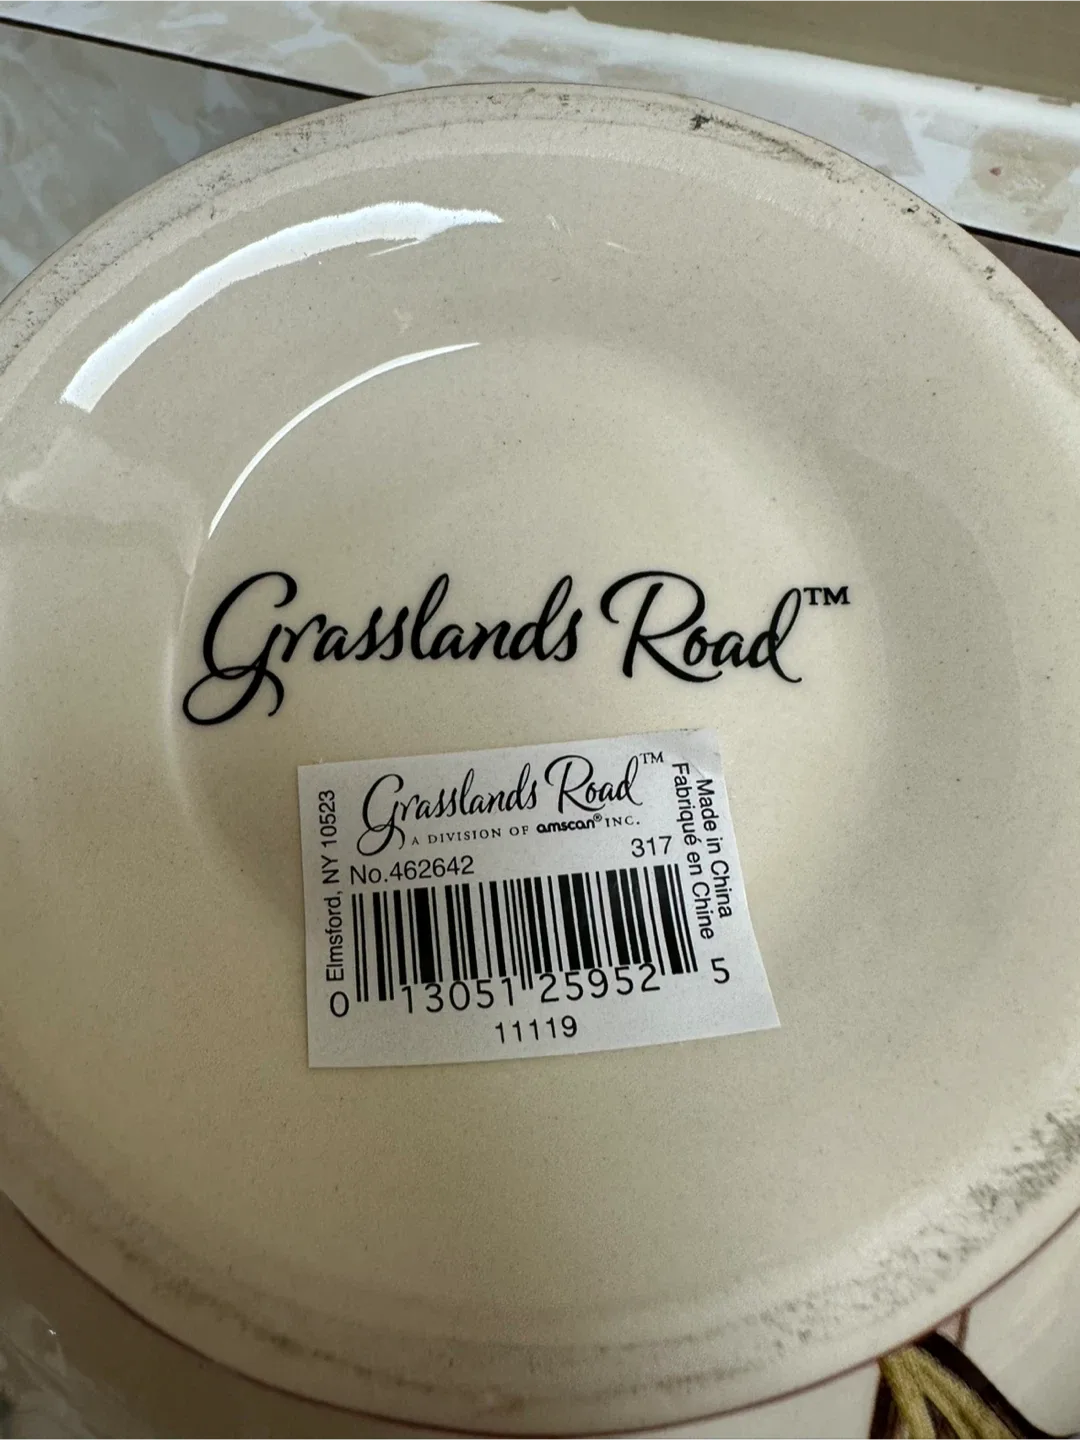 Grasslands Road™
Grasslands Road™
A DIVISION OF amscan® INC.
No.462642 317
0 13051 25952 5
11119
Elmsford, NY 10523
Made in China
Fabriqué en Chine